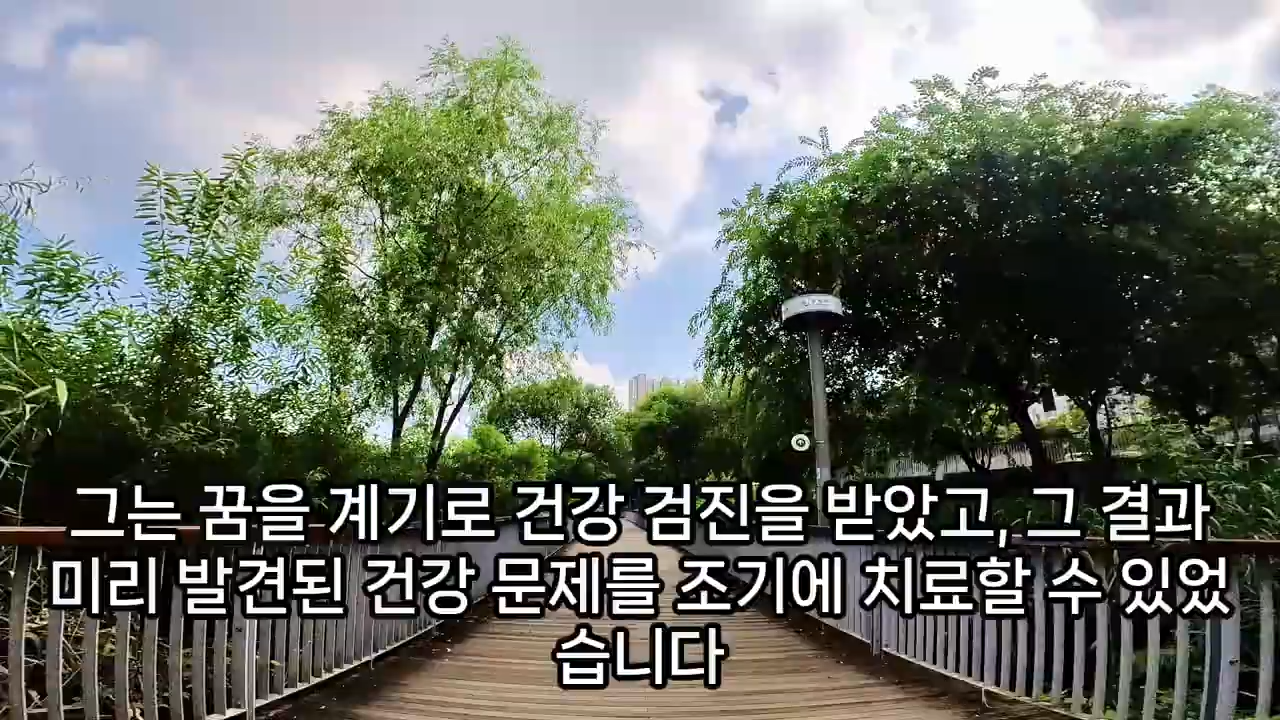 그는 꿈을 계기로 건강 검진을 받았고, 그 결과
미리 발견된 건강 문제를 조기에 치료할 수 있었
습니다